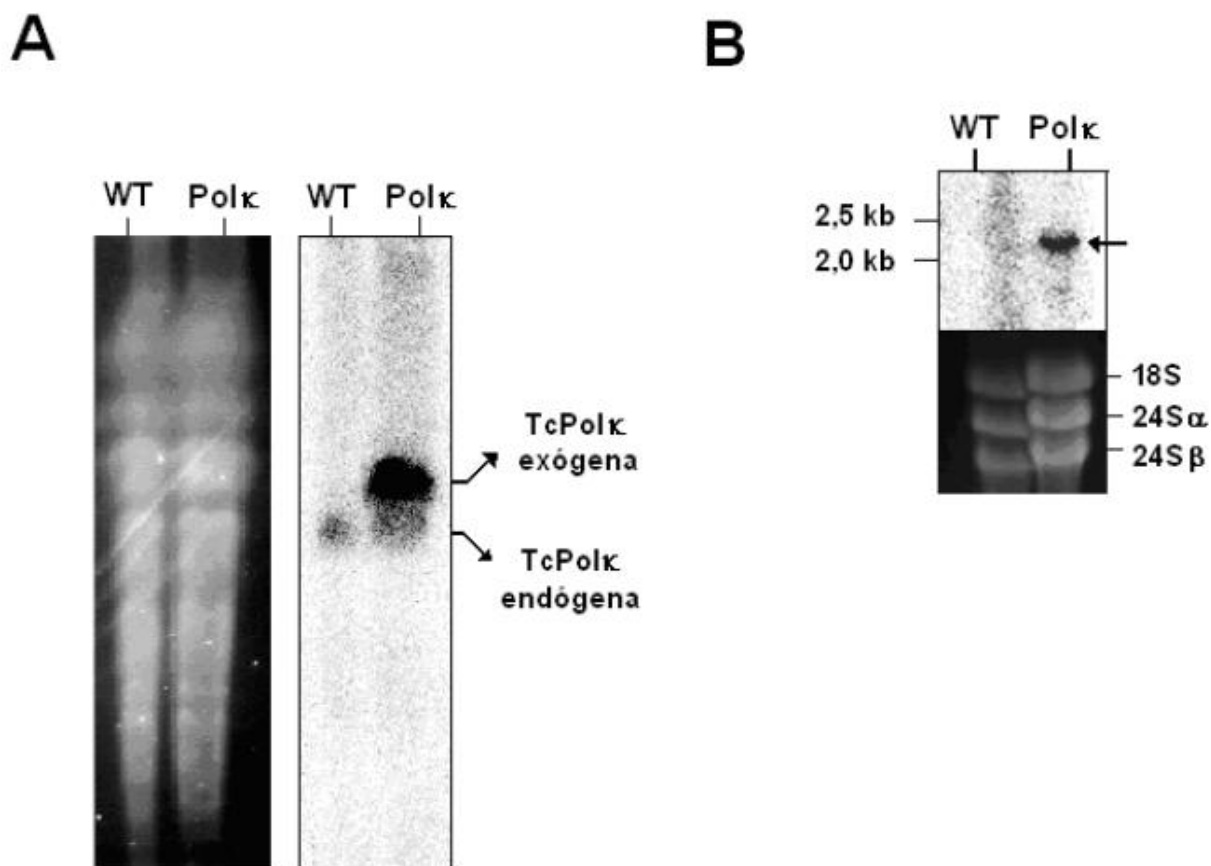 A
B
WT Polκ
WT Polκ
TcPolκ
exógena
TcPolκ
endógena
WT Polκ
2,5 kb
2,0 kb
18S
24Sα
24Sβ